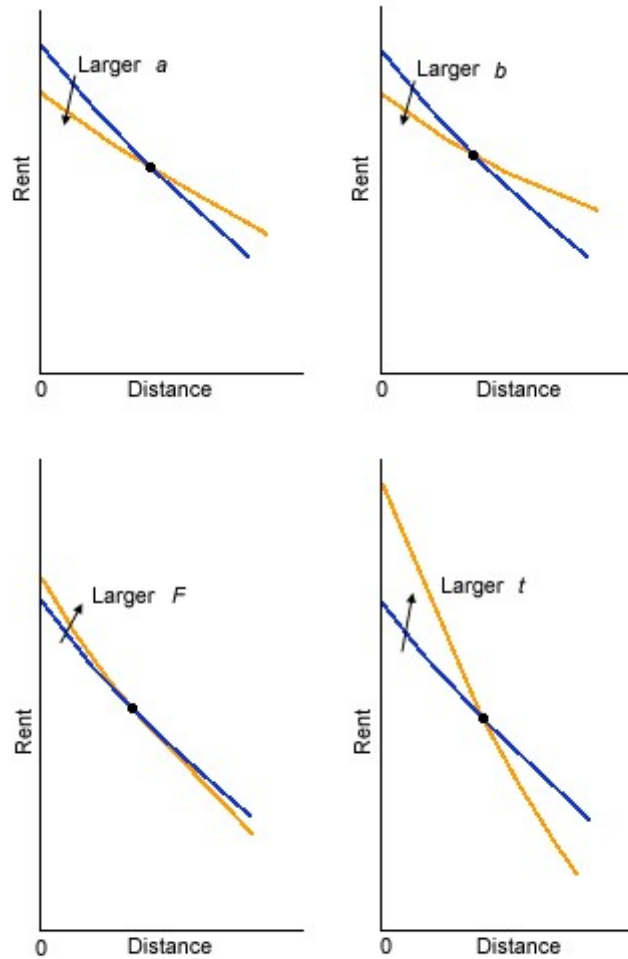 Larger a
Rent
0
Distance
Larger b
Rent
0
Distance
Larger F
Rent
0
Distance
Larger t
Rent
0
Distance